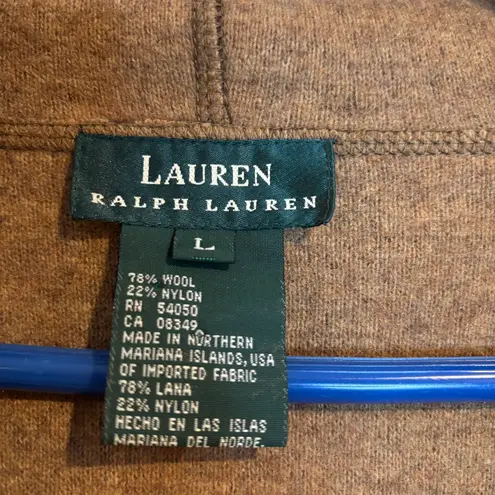 LAUREN
RALPH LAUREN
L
78% WOOL
22% NYLON
RN 54050
CA 08349
MADE IN NORTHERN
MARIANA ISLANDS,USA
OF IMPORTED FABRIC
78% LANA
22% NYLON
HECHO EN LAS ISLAS
MARIANA DEL NORDE.